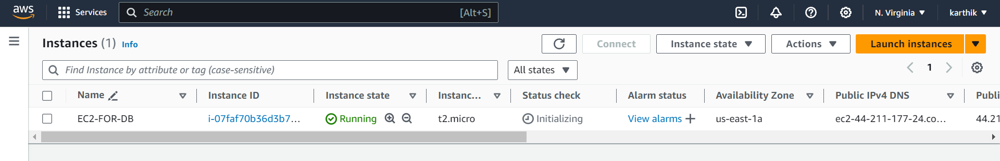 aws Services Search [Alt+S] N. Virginia karthik
Instances (1) Info Connect Instance state Actions Launch instances
Find Instance by attribute or tag (case-sensitive) All states 1
Name Instance ID Instance state Instanc... Status check Alarm status Availability Zone Public IPv4 DNS Publi
EC2-FOR-DB i-07faf70b36d3b7... Running t2.micro Initializing View alarms us-east-1a ec2-44-211-177-24.co... 44.21